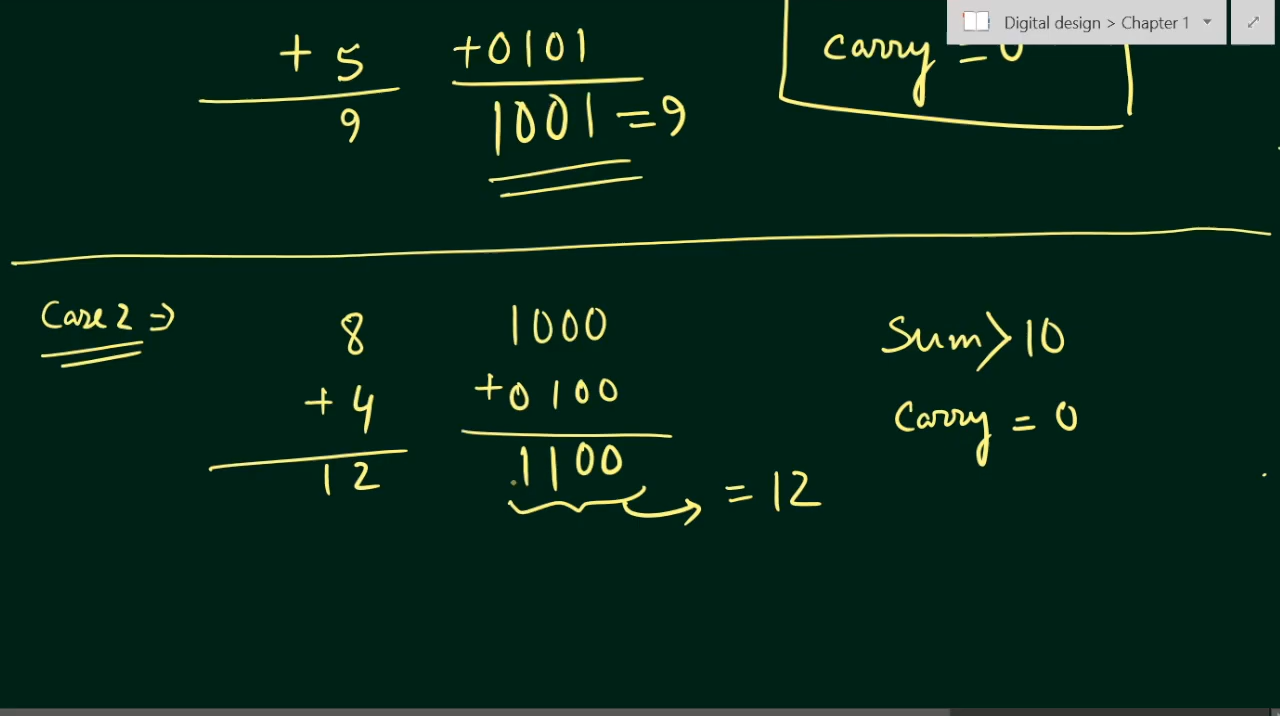 Digital design > Chapter 1
+ 5 +0101
9 1001 = 9
Carry = 0
Case 2 ⇒
8 1000
+ 4 +0100
12 1100 = 12
Sum > 10
Carry = 0